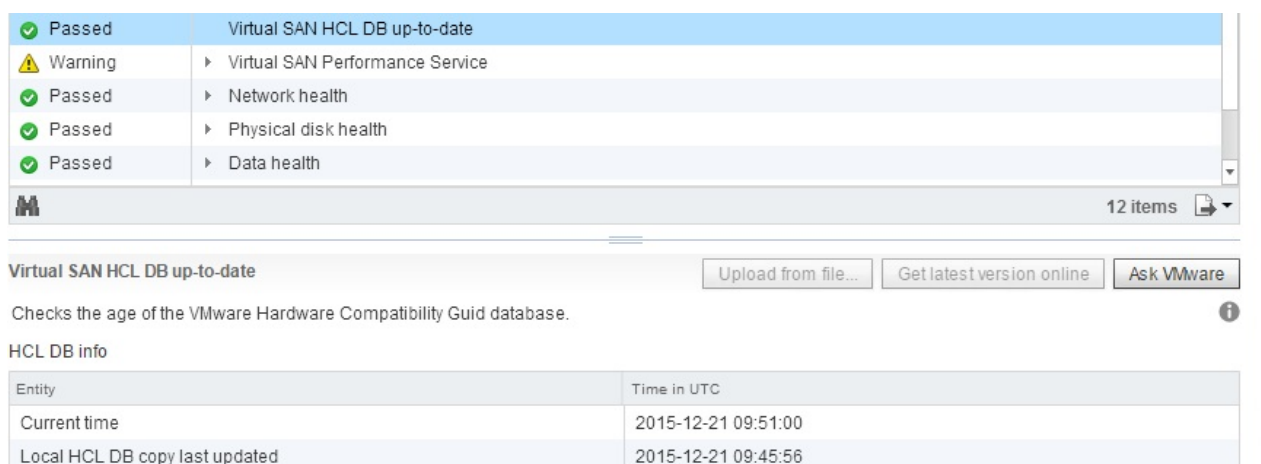 Passed Virtual SAN HCL DB up-to-date
Warning Virtual SAN Performance Service
Passed Network health
Passed Physical disk health
Passed Data health
12 items
Virtual SAN HCL DB up-to-date Upload from file... Get latest version online Ask VMware
Checks the age of the VMware Hardware Compatibility Guid database.
HCL DB info
Entity Time in UTC
Current time 2015-12-21 09:51:00
Local HCL DB copy last updated 2015-12-21 09:45:56